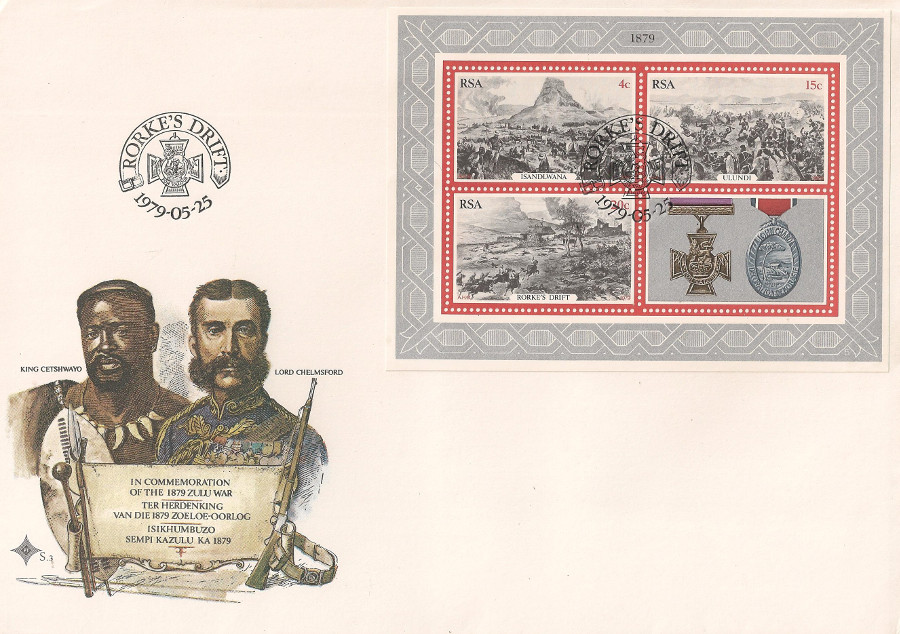 1879
RSA 4c
ISANDLWANA
RSA 15c
ULUNDI
RSA 20c
RORKE'S DRIFT
RORKE'S DRIFT
1979-05-25
RORKE'S DRIFT
1979-05-25
KING CETSHWAYO
LORD CHELMSFORD
IN COMMEMORATION
OF THE 1879 ZULU WAR
TER HERDENKING
VAN DIE 1879 ZOELOE-OORLOG
ISIKHUMBUZO
SEMPI KAZULU KA 1879
S.3